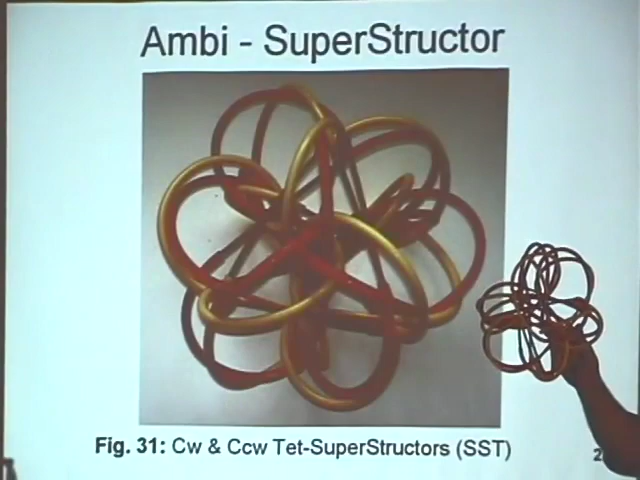 Ambi - SuperStructor
Fig. 31: Cw & Ccw Tet-SuperStructors (SST)